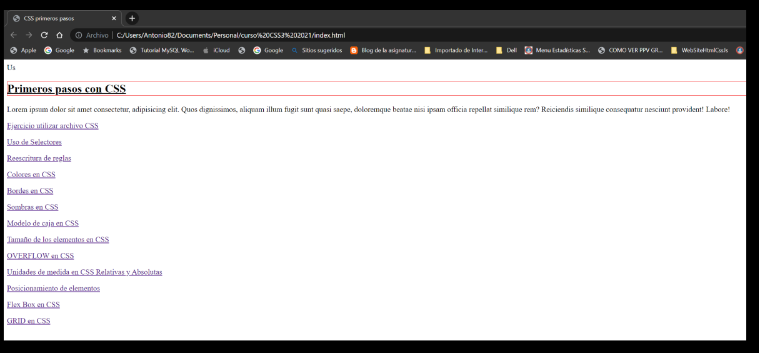 CSS primeros pasos
Archivo | C:/Users/Antonio82/Documents/Personal/curso%20CSS3%202021/index.html
Apple Google Bookmarks Tutorial MySQL Wo... iCloud Google Sitios sugeridos Blog de la asignatur... Importado de Inter... Dell Menu Estadísticas S... COMO VER PPV GR... WebSiteHtmlCssJs
Us
Primeros pasos con CSS
Lorem ipsum dolor sit amet consectetur, adipisicing elit. Quos dignissimos, aliquam illum fugit sunt quasi saepe, doloremque beatae nisi ipsam officia repellat similique rem? Reiciendis similique consequatur nesciunt provident! Labore!
Ejercicio utilizar archivo CSS
Uso de Selectores
Reescritura de reglas
Colores en CSS
Bordes en CSS
Sombras en CSS
Modelo de caja en CSS
Tamaño de los elementos en CSS
OVERFLOW en CSS
Unidades de medida en CSS Relativas y Absolutas
Posicionamiento de elementos
Flex Box en CSS
GRID en CSS